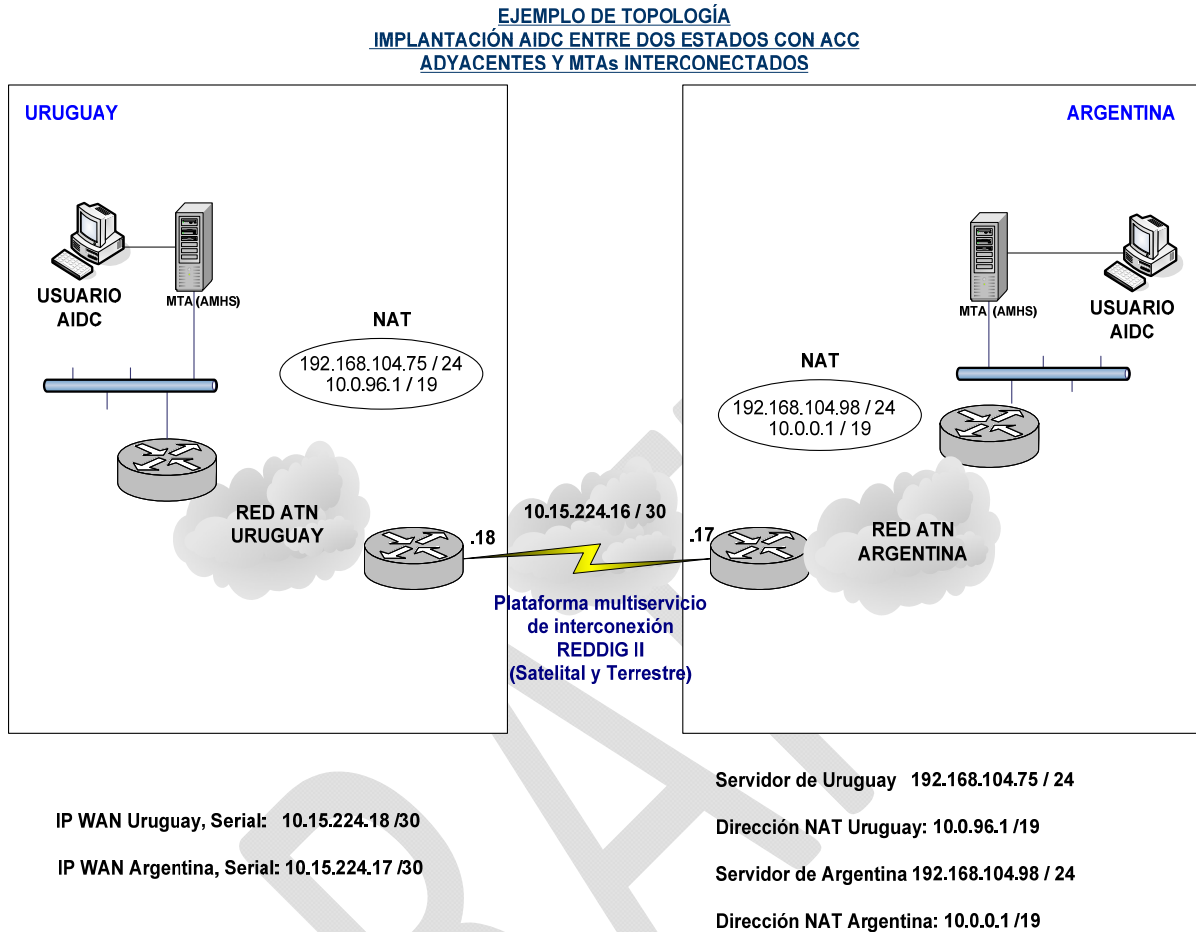 EJEMPLO DE TOPOLOGÍA
IMPLANTACIÓN AIDC ENTRE DOS ESTADOS CON ACC
ADYACENTES Y MTAs INTERCONECTADOS
URUGUAY
ARGENTINA
USUARIO
AIDC
MTA (AMHS)
NAT
192.168.104.75 / 24
10.0.96.1 / 19
MTA (AMHS)
USUARIO
AIDC
NAT
192.168.104.98 / 24
10.0.0.1 / 19
RED ATN
URUGUAY
.18
10.15.224.16 / 30
.17
RED ATN
ARGENTINA
Plataforma multiservicio
de interconexión
REDDIG II
(Satelital y Terrestre)
IP WAN Uruguay, Serial: 10.15.224.18 /30
IP WAN Argentina, Serial: 10.15.224.17 /30
Servidor de Uruguay 192.168.104.75 / 24
Dirección NAT Uruguay: 10.0.96.1 /19
Servidor de Argentina 192.168.104.98 / 24
Dirección NAT Argentina: 10.0.0.1 /19